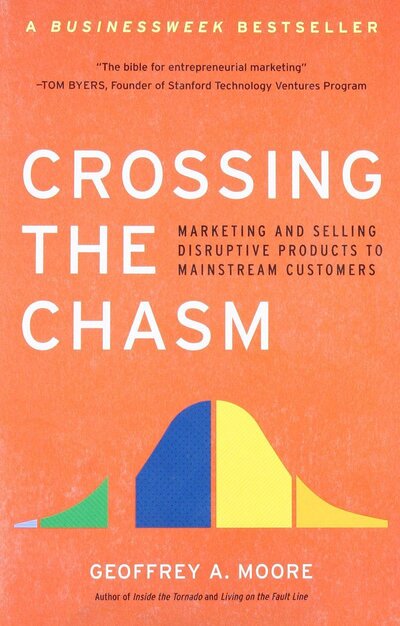 A BUSINESSWEEK BESTSELLER
"The bible for entrepreneurial marketing"
—TOM BYERS, Founder of Stanford Technology Ventures Program
CROSSING
THE
CHASM
MARKETING AND SELLING
DISRUPTIVE PRODUCTS TO
MAINSTREAM CUSTOMERS
GEOFFREY A. MOORE
Author of Inside the Tornado and Living on the Fault Line